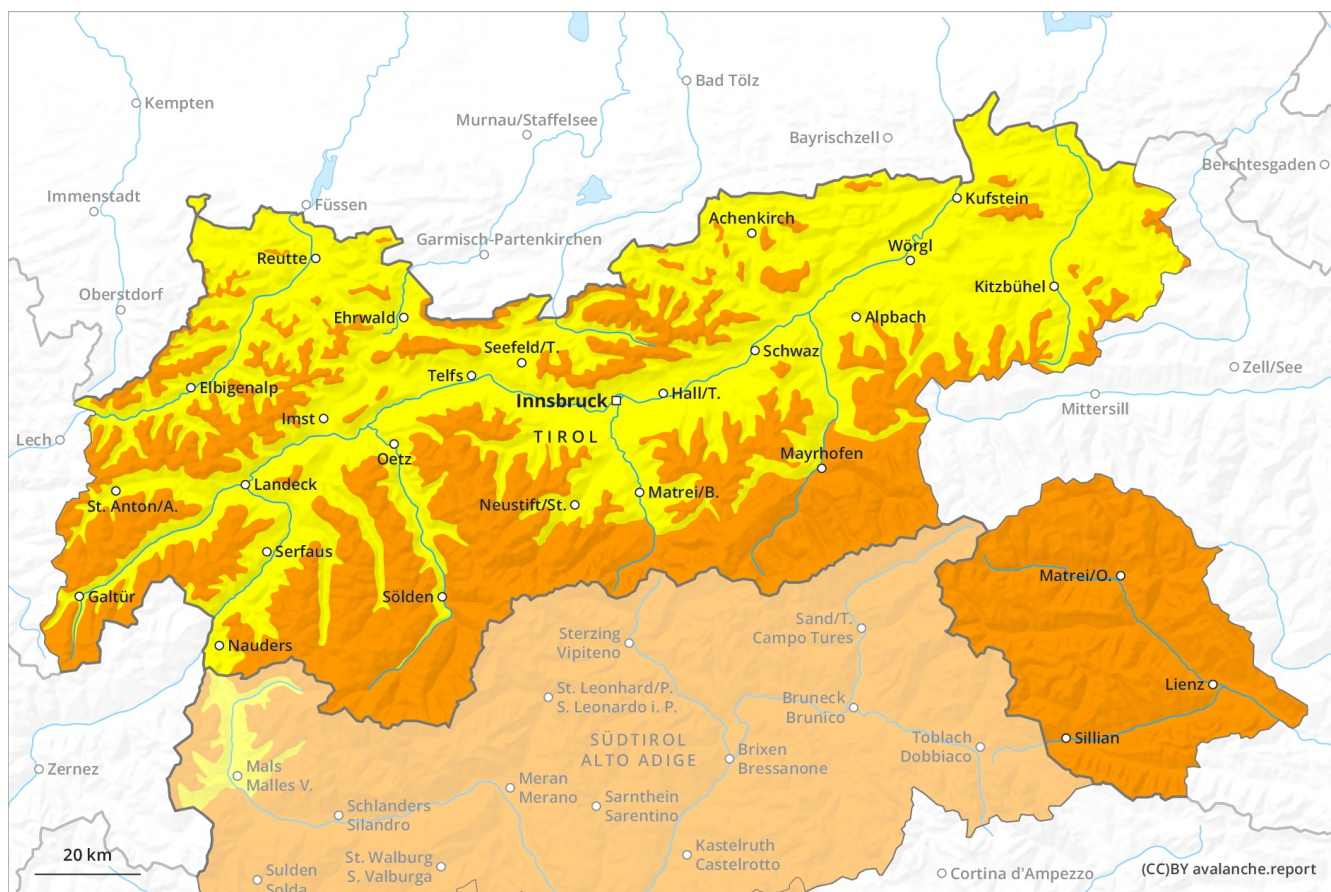 Kempten
Bad Tölz
Murnau/Staffelsee
Bayrischzell
Berchtesgaden
Immenstadt
Füssen
Kufstein
Achenkirch
Garmisch-Partenkirchen
Wörgl
Reutte
Oberstdorf
Kitzbühel
Ehrwald
Alpbach
Seefeld/T.
Schwaz
Telfs
Zell/See
Elbigenalp
Innsbruck
Hall/T.
Mittersill
Imst
Lech
TIROL
Oetz
Mayrhofen
Landeck
Matrei/B.
St. Anton/A.
Neustift/St.
Serfaus
Matrei/O.
Galtür
Sölden
Sand/T.
Campo Tures
Sterzing
Vipiteno
Nauders
Lienz
St. Leonhard/P.
S. Leonardo i. P.
Bruneck
Brunico
SÜDTIROL
ALTO ADIGE
Toblach
Dobbiaco
Sillian
Brixen
Bressanone
Zernez
Mals
Malles V.
Meran
Merano
Sarnthein
Sarentino
Schlanders
Silandro
Kastelruth
Castelrotto
20 km
St. Walburg
S. Valburga
Sulden
Solda
Cortina d'Ampezzo
(CC)BY avalanche.report